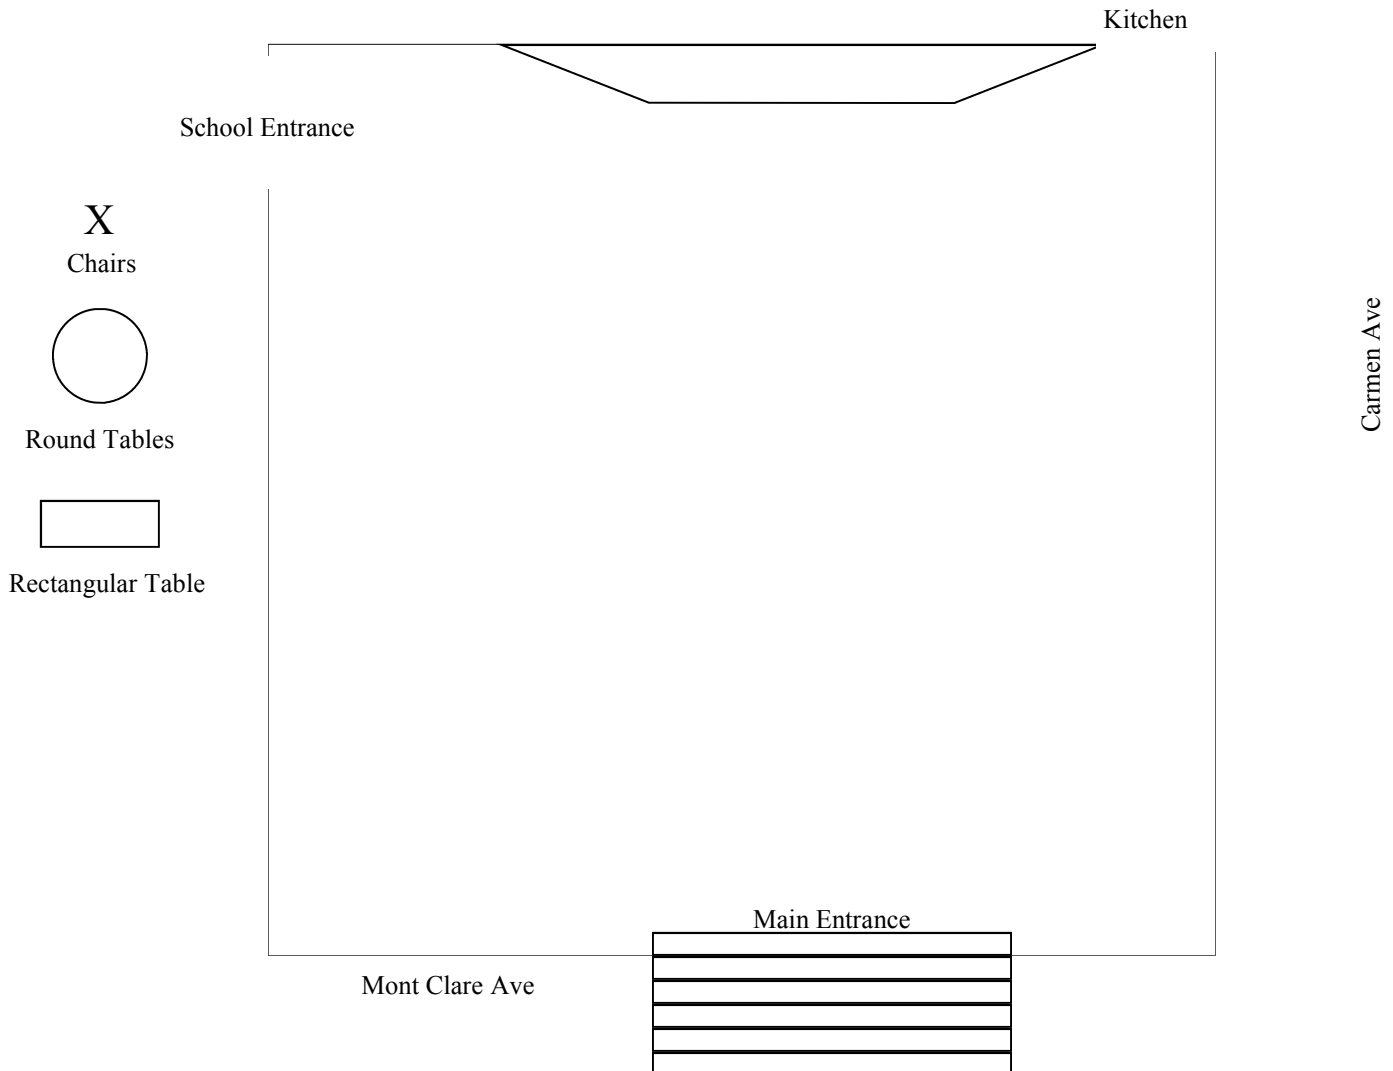 Kitchen
School Entrance
X
Chairs
Round Tables
Rectangular Table
Carmen Ave
Main Entrance
Mont Clare Ave